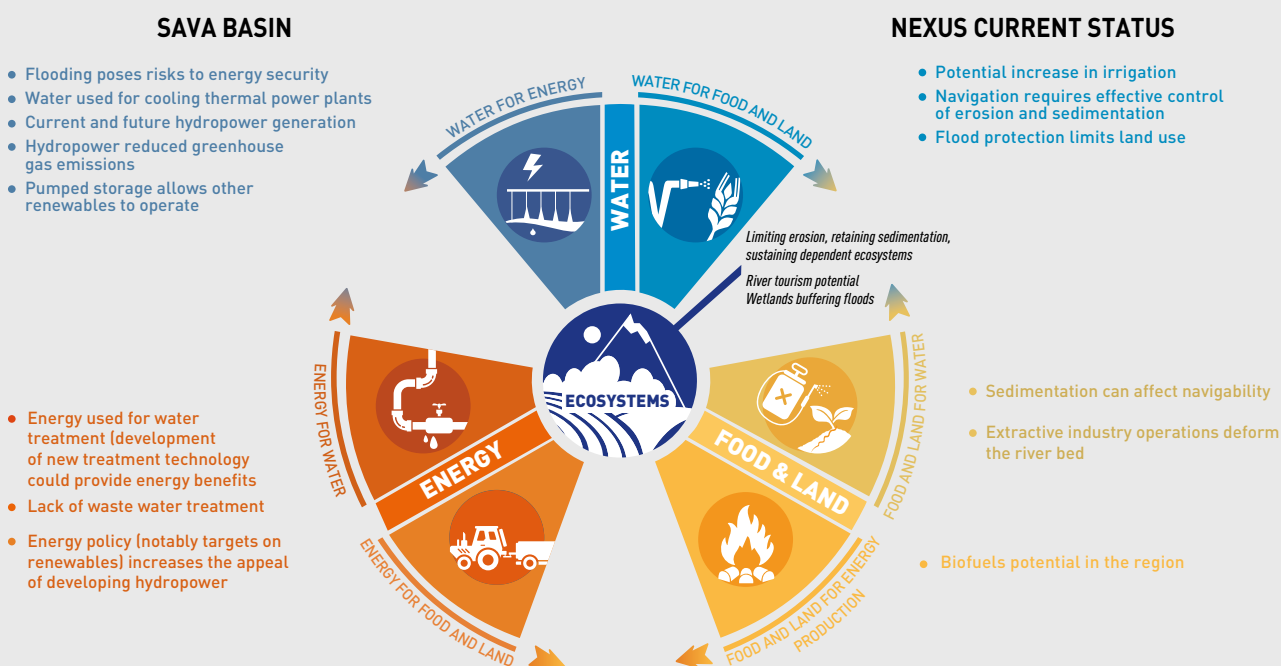 SAVA BASIN
NEXUS CURRENT STATUS
Flooding poses risks to energy security
Water used for cooling thermal power plants
Current and future hydropower generation
Hydropower reduced greenhouse
gas emissions
Pumped storage allows other
renewables to operate
WATER FOR ENERGY
WATER FOR FOOD AND LAND
WATER
Potential increase in irrigation
Navigation requires effective control
of erosion and sedimentation
Flood protection limits land use
Limiting erosion, retaining sedimentation,
sustaining dependent ecosystems
River tourism potential
Wetlands buffering floods
ECOSYSTEMS
ENERGY FOR WATER
ENERGY
ENERGY FOR FOOD AND LAND
Energy used for water
treatment (development
of new treatment technology
could provide energy benefits
Lack of waste water treatment
Energy policy (notably targets on
renewables) increases the appeal
of developing hydropower
FOOD AND LAND FOR WATER
FOOD & LAND
FOOD AND LAND FOR ENERGY
PRODUCTION
Sedimentation can affect navigability
Extractive industry operations deform
the river bed
Biofuels potential in the region